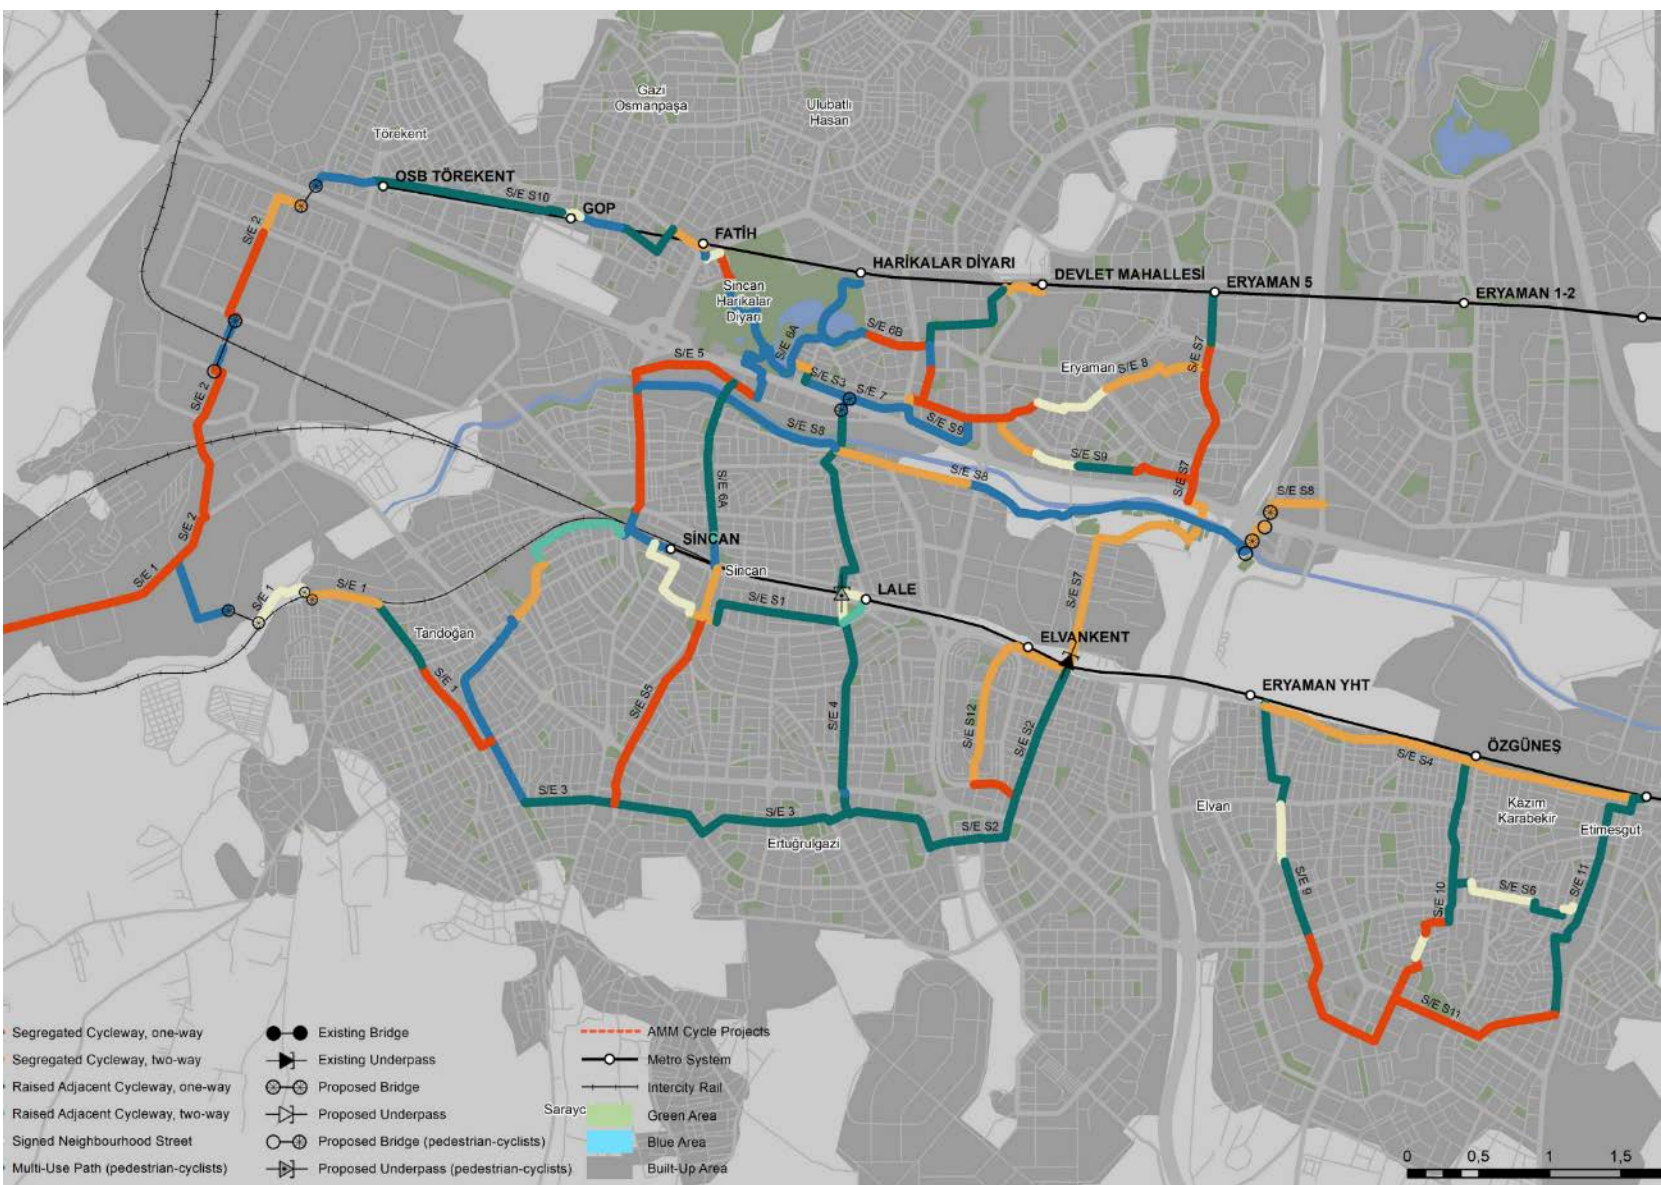 Gazi
Osmanpaşa
Ulubatlı
Hasan
Törekent
OSB TÖREKENT
S/E S10
GOP
S/E 2
FATİH
HARİKALAR DİYARI
DEVLET MAHALLESİ
ERYAMAN 5
ERYAMAN 1-2
Sincan
Harikalar
Diyarı
S/E 6A
S/E 6B
S/E 5
S/E S3
S/E 7
Eryaman
S/E 8
S/E S7
S/E 2
S/E S8
S/E S9
S/E S9
S/E S8
S/E S7
S/E S8
S/E 6A
S/E 2
SİNCAN
Sincan
S/E 1
S/E 1
S/E 1
S/E S1
LALE
S/E S7
Tandoğan
ELVANKENT
S/E 1
S/E S5
S/E 4
S/E S12
S/E S2
ERYAMAN YHT
ÖZGÜNEŞ
S/E S4
S/E 3
S/E 3
S/E S2
Ertuğrulgazi
Elvan
Kazım
Karabekir
Etimesgut
S/E 9
S/E 10
S/E S6
S/E 11
S/E S11
Segregated Cycleway, one-way
Segregated Cycleway, two-way
Raised Adjacent Cycleway, one-way
Raised Adjacent Cycleway, two-way
Signed Neighbourhood Street
Multi-Use Path (pedestrian-cyclists)
Existing Bridge
Existing Underpass
Proposed Bridge
Proposed Underpass
Proposed Bridge (pedestrian-cyclists)
Proposed Underpass (pedestrian-cyclists)
AMM Cycle Projects
Metro System
Intercity Rail
Sarayc
Green Area
Blue Area
Built-Up Area
0 0,5 1 1,5